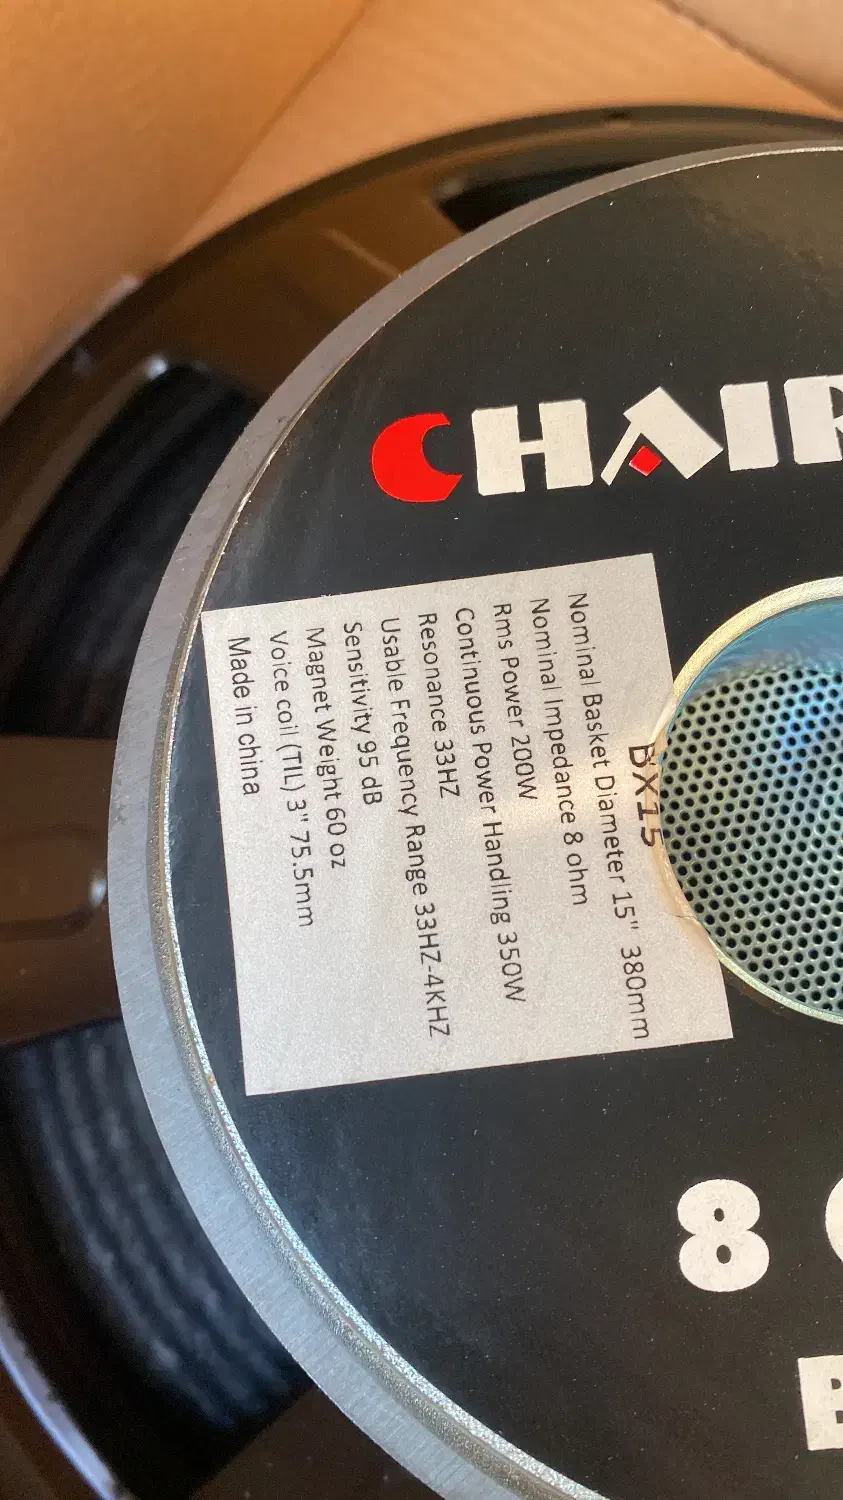 CHAIR
BX15
Nominal Basket Diameter 15" 380mm
Nominal Impedance 8 ohm
Rms Power 200W
Continuous Power Handling 350W
Resonance 33HZ
Usable Frequency Range 33HZ-4KHZ
Sensitivity 95 dB
Magnet Weight 60 oz
Voice coil (TIL) 3" 75.5mm
Made in china
8